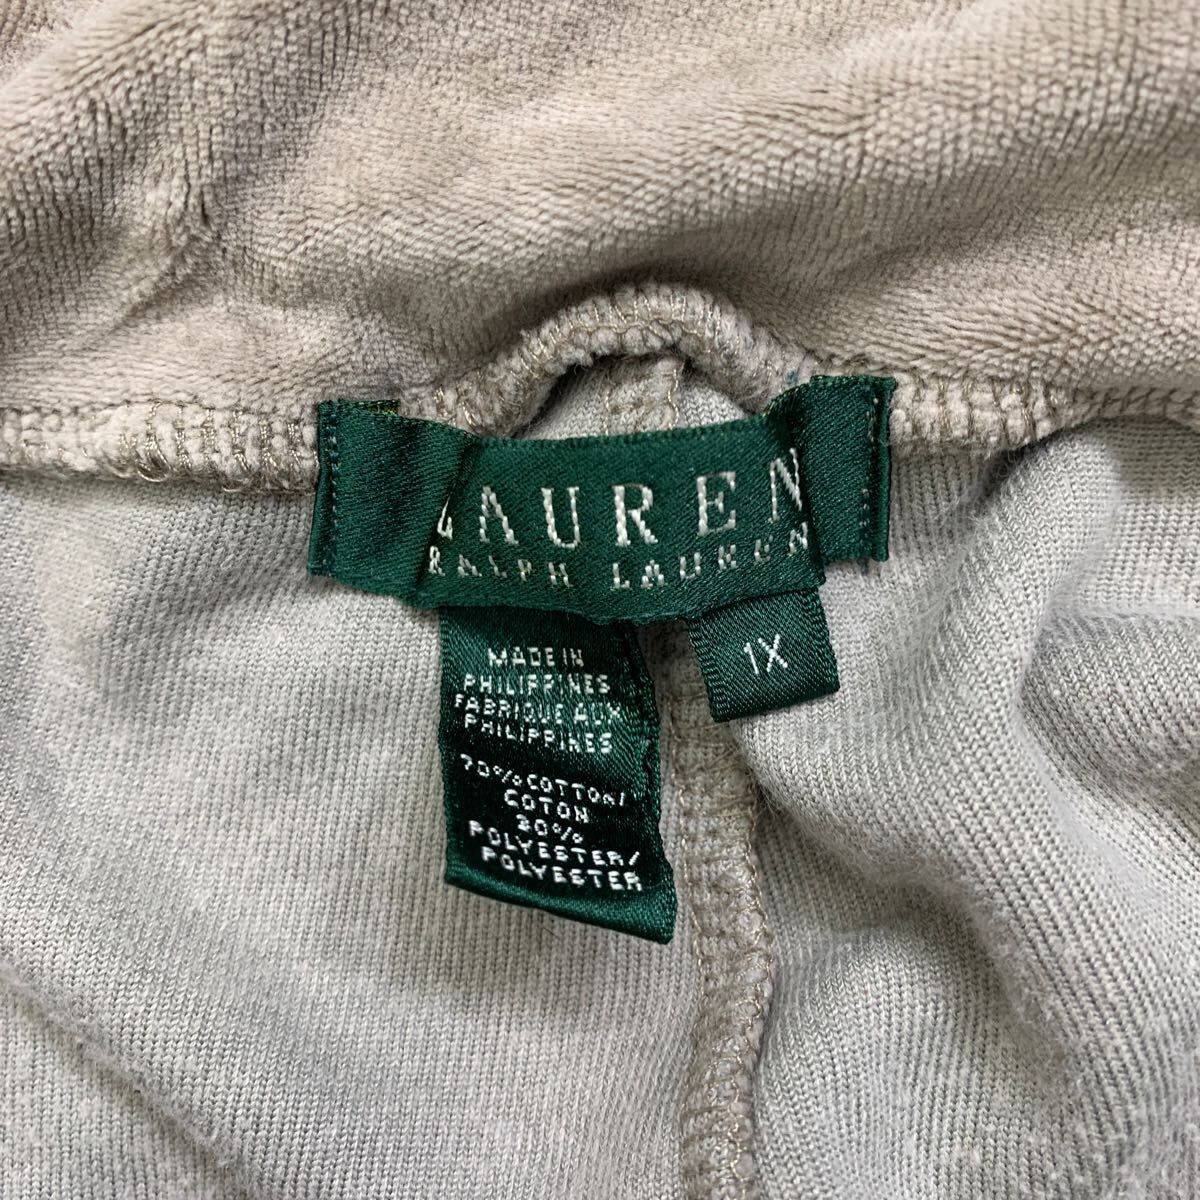 LAUREN
RALPH LAUREN
1X
MADE IN
PHILIPPINES
FABRIQUE AUX
PHILIPPINES
70% COTTON/
COTON
30%
POLYESTER/
POLYESTER